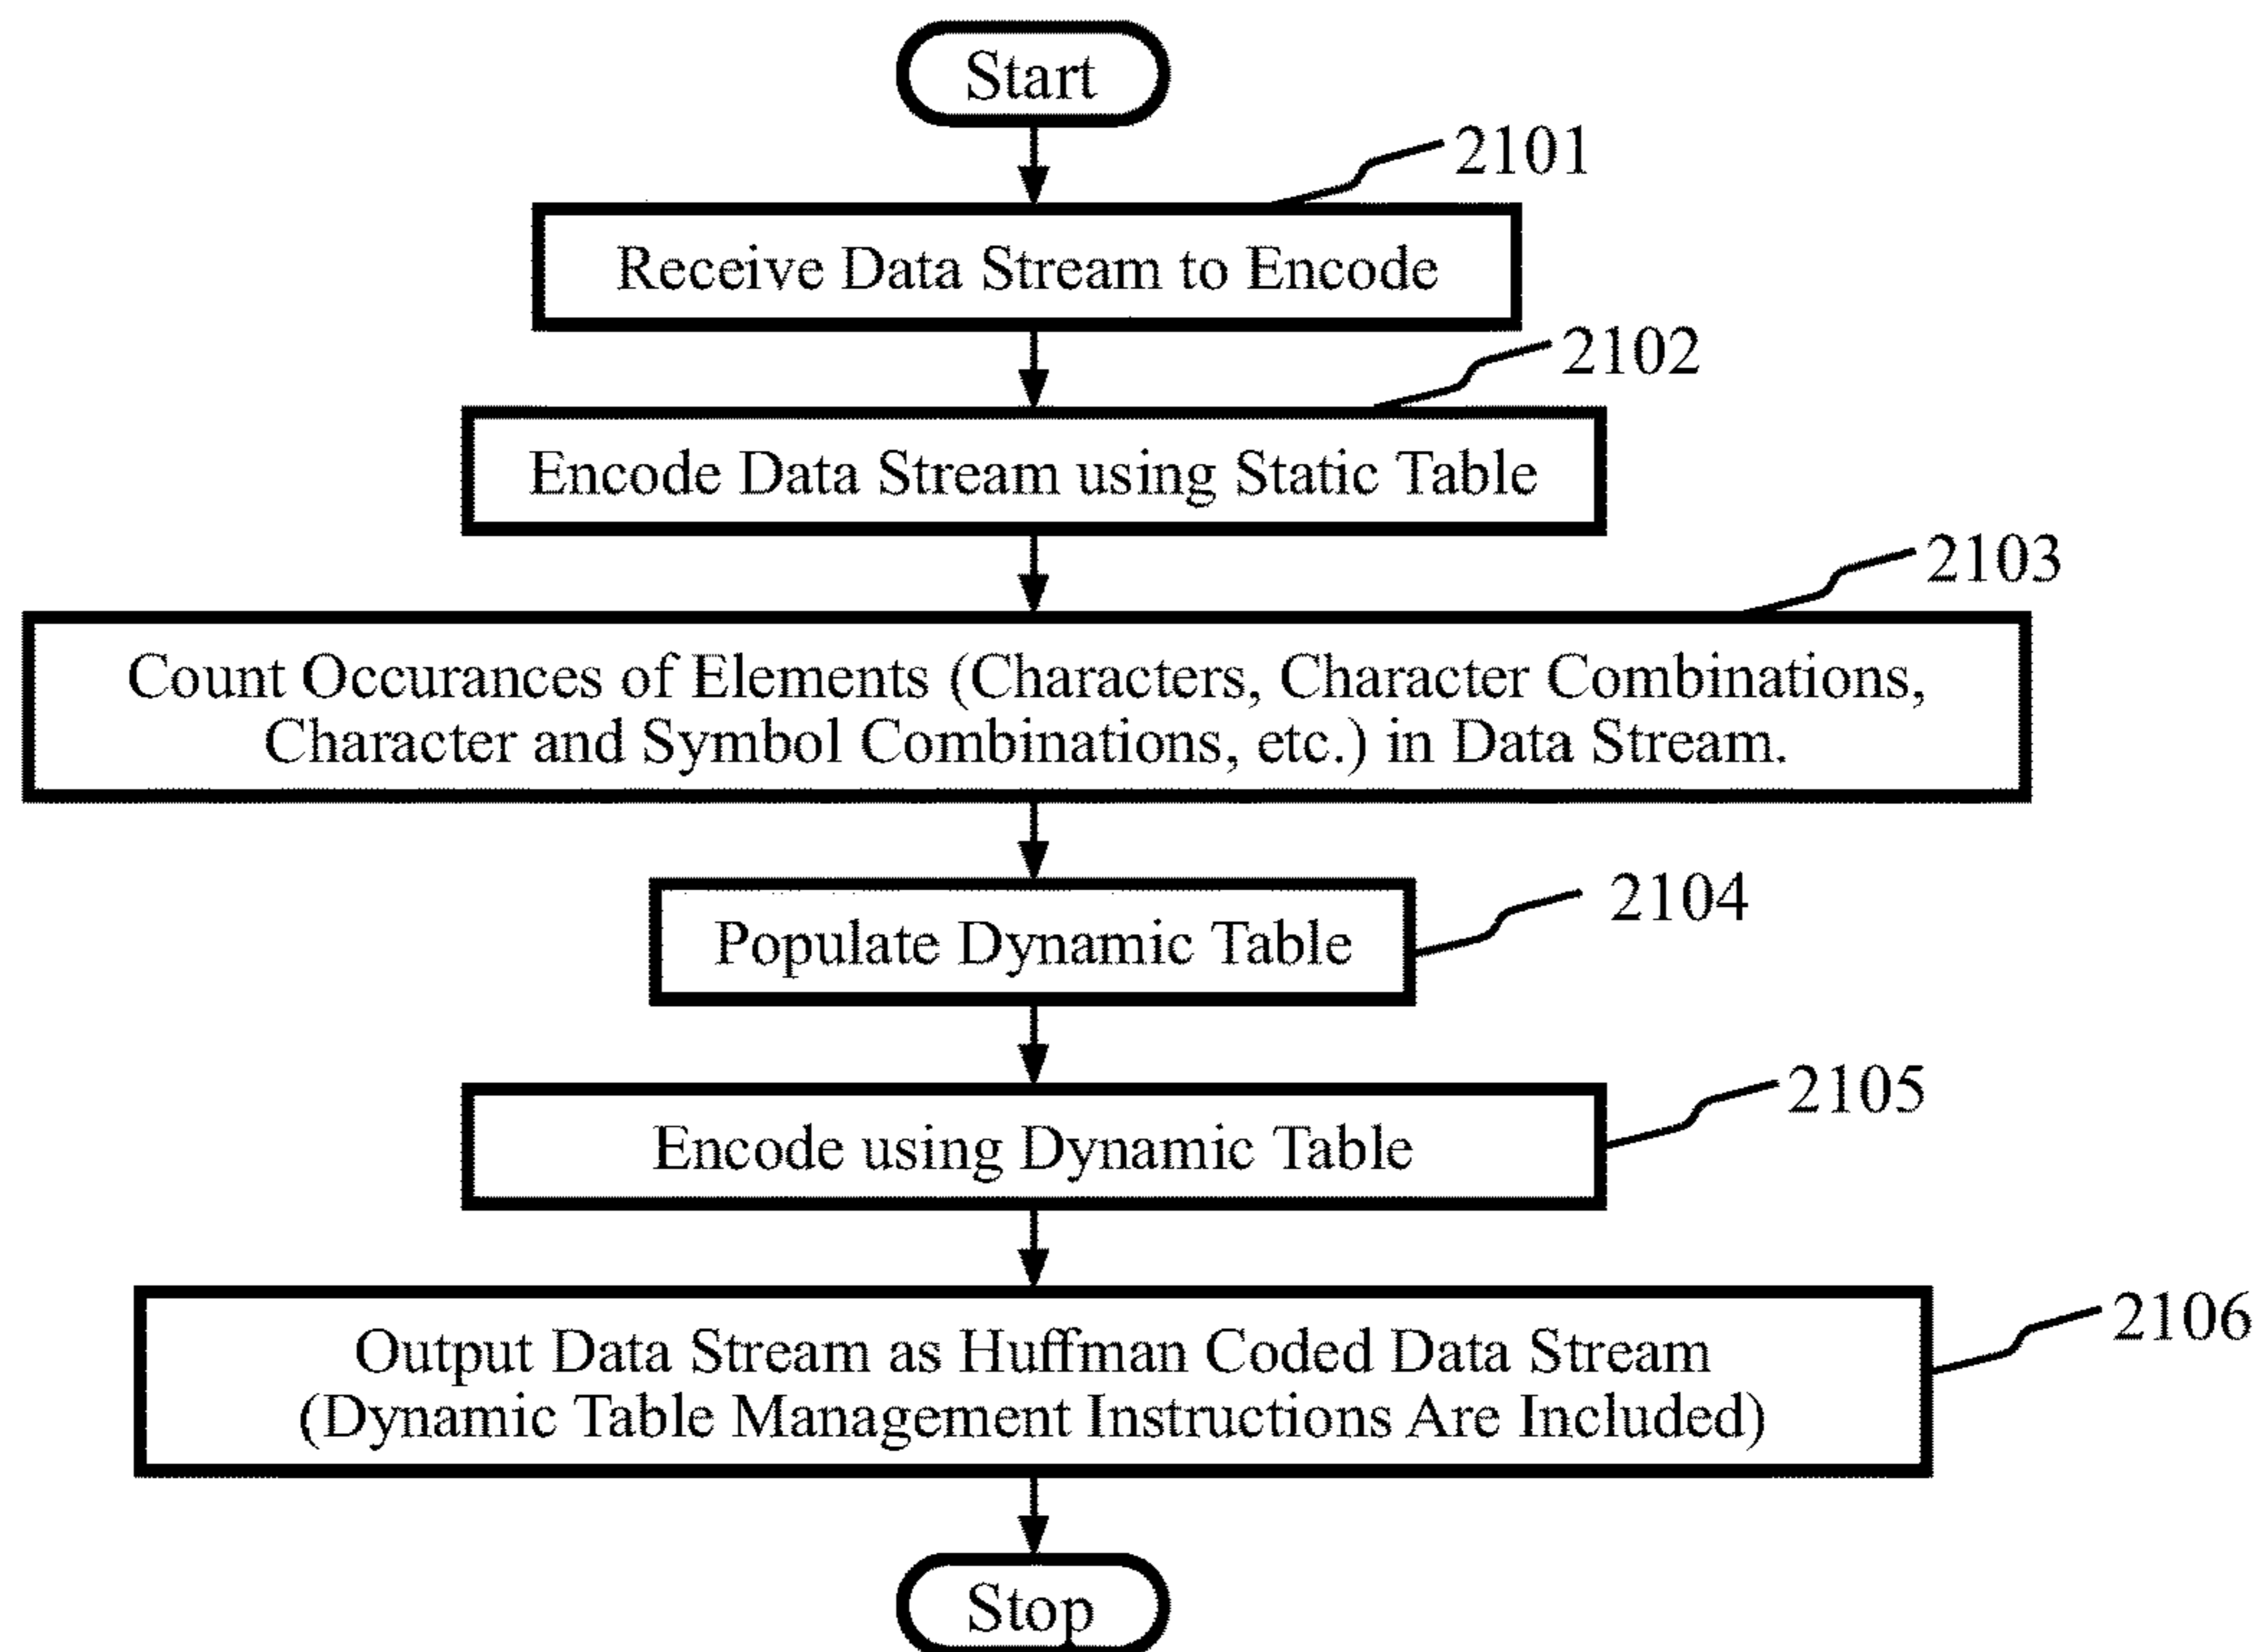 Start
2101
Receive Data Stream to Encode
2102
Encode Data Stream using Static Table
2103
Count Occurances of Elements (Characters, Character Combinations,
Character and Symbol Combinations, etc.) in Data Stream.
2104
Populate Dynamic Table
2105
Encode using Dynamic Table
2106
Output Data Stream as Huffman Coded Data Stream
(Dynamic Table Management Instructions Are Included)
Stop